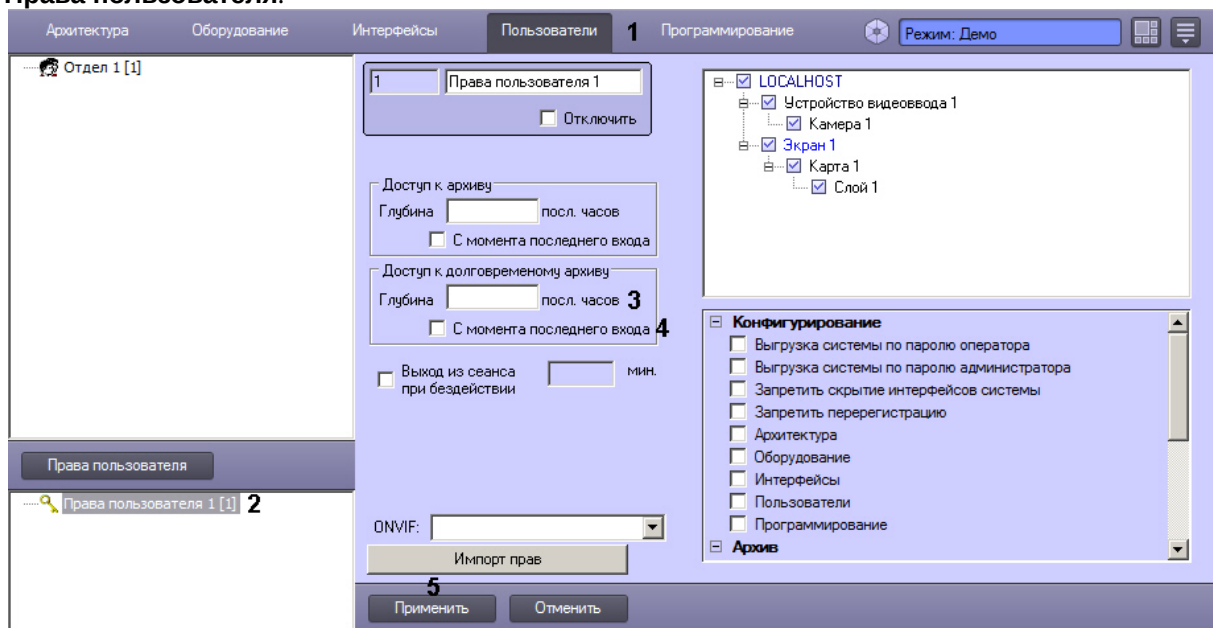 Права пользователя.
Архитектура Оборудование Интерфейсы Пользователи 1 Программирование Режим: Демо
Отдел 1 [1]
1 Права пользователя 1
Отключить
Доступ к архиву
Глубина посл. часов
С момента последнего входа
Доступ к долговременому архиву
Глубина посл. часов 3
С момента последнего входа 4
Выход из сеанса
при бездействии
мин.
LOCALHOST
Устройство видеоввода 1
Камера 1
Экран 1
Карта 1
Слой 1
Конфигурирование
Выгрузка системы по паролю оператора
Выгрузка системы по паролю администратора
Запретить скрытие интерфейсов системы
Запретить перерегистрацию
Архитектура
Оборудование
Интерфейсы
Пользователи
Программирование
Архив
Права пользователя
Права пользователя 1 [1] 2
ONVIF:
Импорт прав
5
Применить Отменить